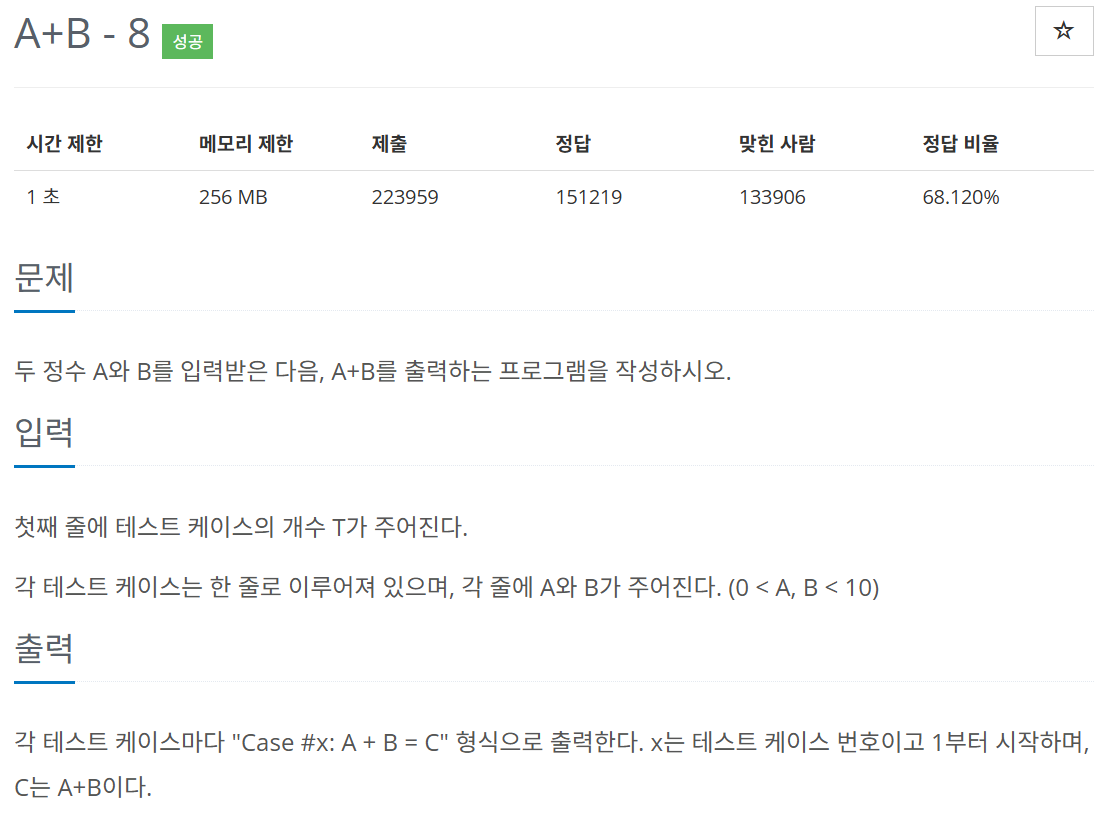 A+B - 8 성공
☆
시간 제한 메모리 제한 제출 정답 맞힌 사람 정답 비율
1 초 256 MB 223959 151219 133906 68.120%
문제
두 정수 A와 B를 입력받은 다음, A+B를 출력하는 프로그램을 작성하시오.
입력
첫째 줄에 테스트 케이스의 개수 T가 주어진다.
각 테스트 케이스는 한 줄로 이루어져 있으며, 각 줄에 A와 B가 주어진다. (0 < A, B < 10)
출력
각 테스트 케이스마다 "Case #x: A + B = C" 형식으로 출력한다. x는 테스트 케이스 번호이고 1부터 시작하며,
C는 A+B이다.